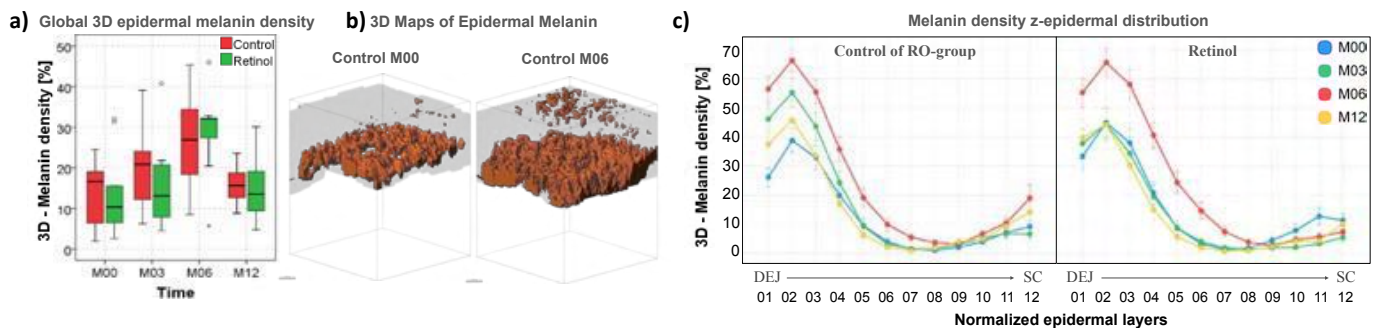 a) Global 3D epidermal melanin density
3D - Melanin density [%]
50
40
30
20
10
0
Control
Retinol
M00 M03 M06 M12
Time
b) 3D Maps of Epidermal Melanin
Control M00
Control M06
c) Melanin density z-epidermal distribution
3D - Melanin density [%]
70
60
50
40
30
20
10
0
Control of RO-group
Retinol
M00
M03
M06
M12
DEJ SC
01 02 03 04 05 06 07 08 09 10 11 12
DEJ SC
01 02 03 04 05 06 07 08 09 10 11 12
Normalized epidermal layers